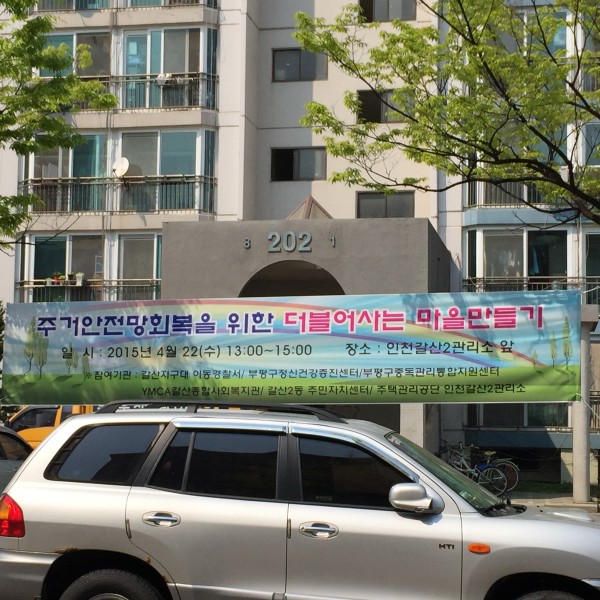 8 202 1
주거안전망회복을 위한 더불어사는 마을만들기
일 시 : 2015년 4월 22(수) 13:00~15:00 장소 : 인천갈산2관리소 앞
※ 참여기관 : 갈산지구대 이동경찰서/ 부평구정신건강증진센터/부평구중독관리통합지원센터
YMCA갈산종합사회복지관/ 갈산2동 주민자치센터/ 주택관리공단 인천갈산2관리소
HTI